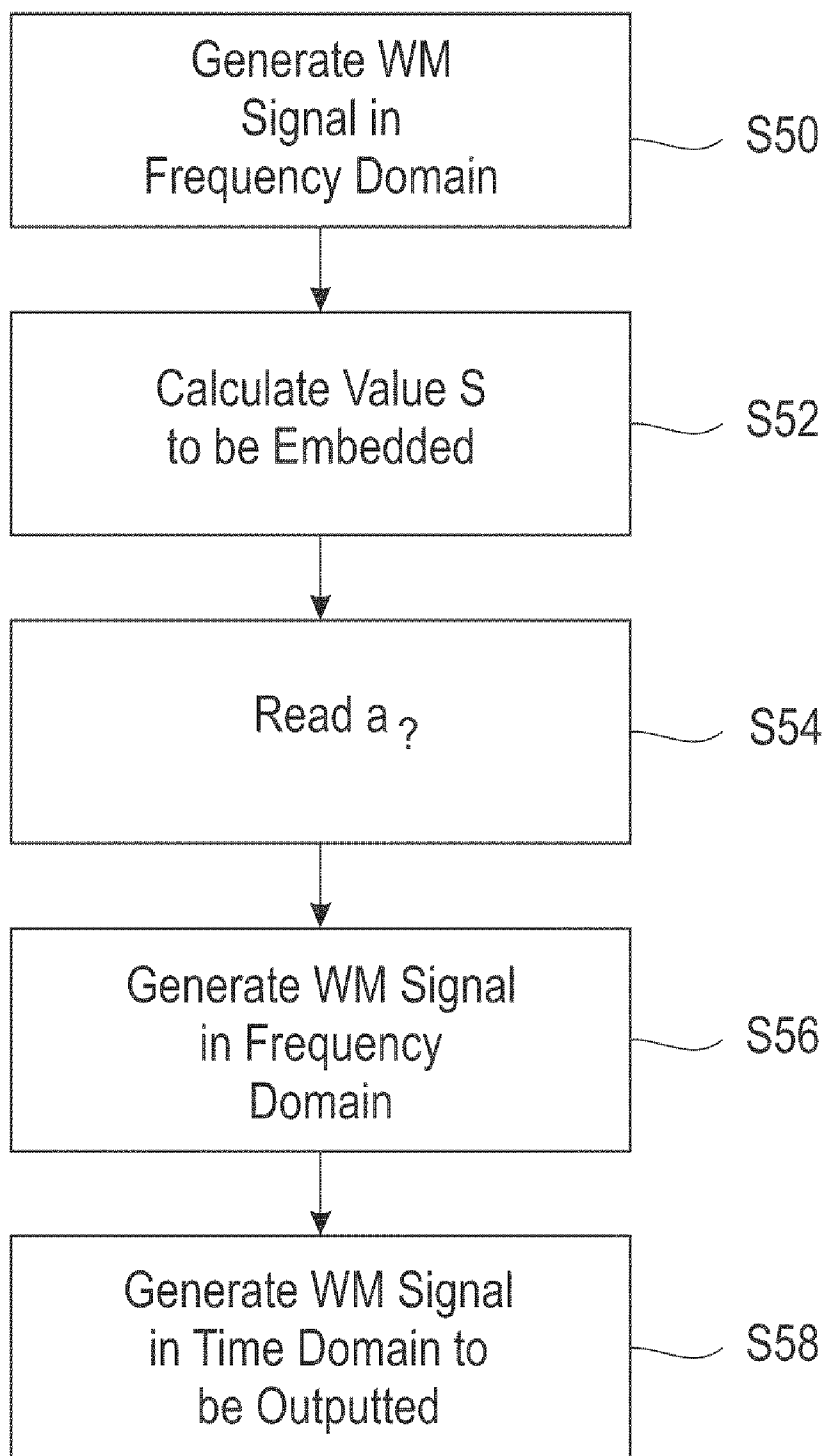 Generate WM
Signal in
Frequency Domain
S50
Calculate Value S
to be Embedded
S52
Read a ?
S54
Generate WM Signal
in Frequency
Domain
S56
Generate WM Signal
in Time Domain to
be Outputted
S58